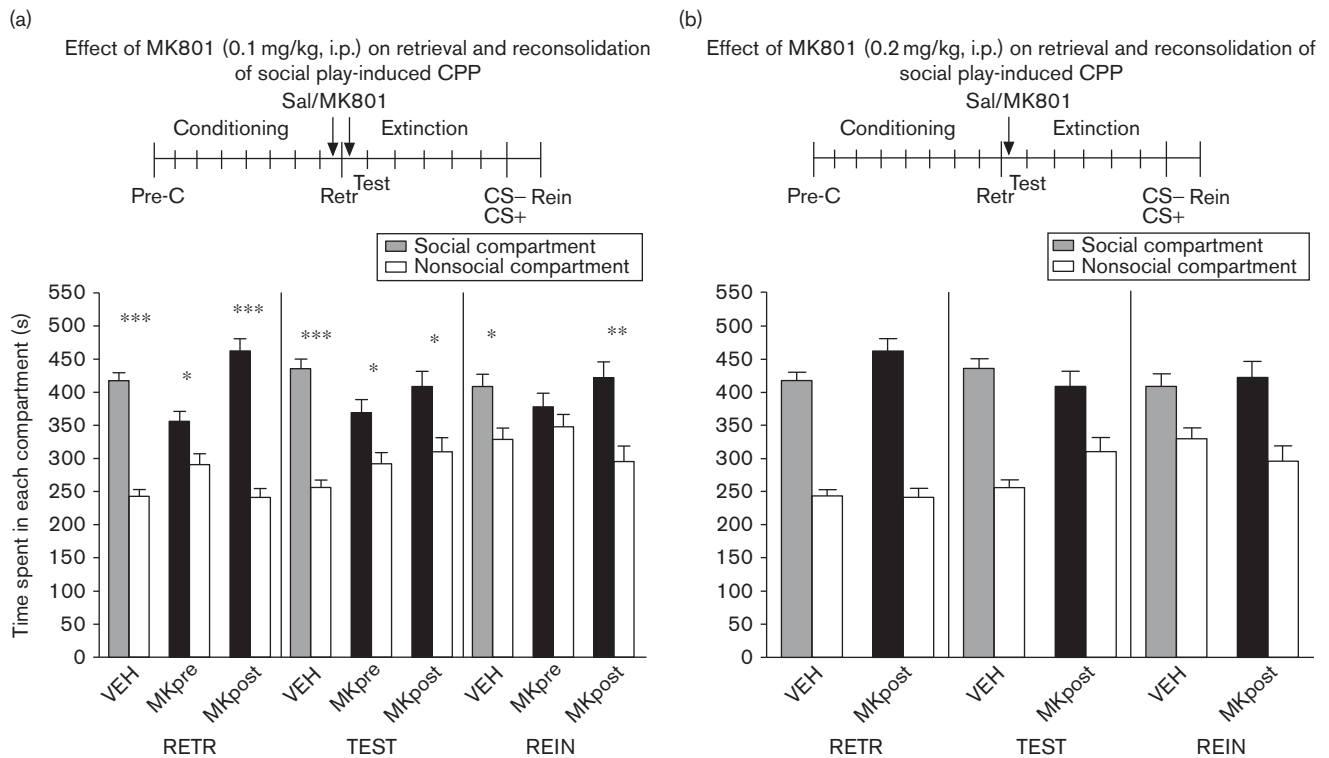 (a)
Effect of MK801 (0.1 mg/kg, i.p.) on retrieval and reconsolidation
of social play-induced CPP
Sal/MK801
Conditioning
Extinction
Pre-C
Retr
Test
CS–
Rein
CS+
Social compartment
Nonsocial compartment
Time spent in each compartment (s)
550
500
450
400
350
300
250
200
150
100
50
0
***
*
***
***
*
*
*
**
VEH
MKpre
MKpost
VEH
MKpre
MKpost
VEH
MKpre
MKpost
RETR
TEST
REIN
(b)
Effect of MK801 (0.2 mg/kg, i.p.) on retrieval and reconsolidation of
social play-induced CPP
Sal/MK801
Conditioning
Extinction
Pre-C
Retr
Test
CS–
Rein
CS+
Social compartment
Nonsocial compartment
550
500
450
400
350
300
250
200
150
100
50
0
VEH
MKpost
VEH
MKpost
VEH
MKpost
RETR
TEST
REIN